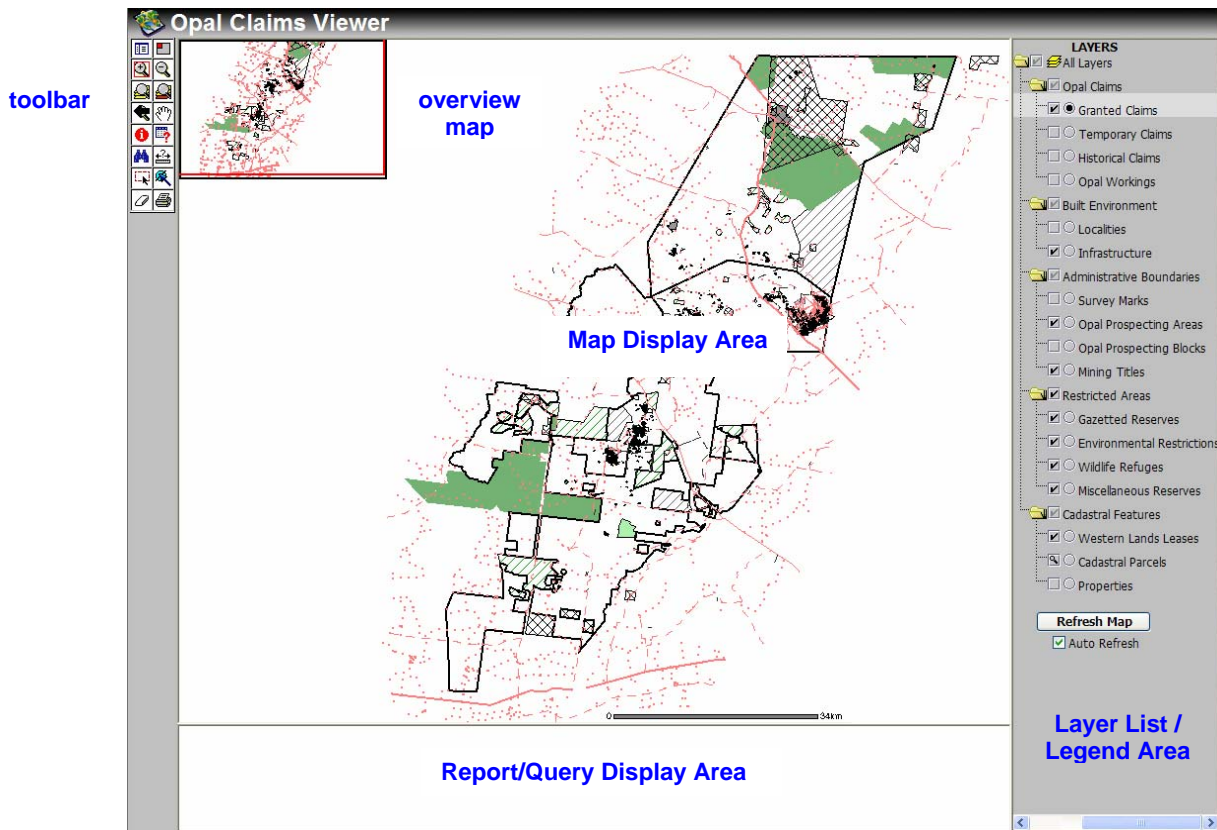 Opal Claims Viewer
toolbar
overview
map
Map Display Area
0 34km
Report/Query Display Area
LAYERS
All Layers
Opal Claims
Granted Claims
Temporary Claims
Historical Claims
Opal Workings
Built Environment
Localities
Infrastructure
Administrative Boundaries
Survey Marks
Opal Prospecting Areas
Opal Prospecting Blocks
Mining Titles
Restricted Areas
Gazetted Reserves
Environmental Restrictions
Wildlife Refuges
Miscellaneous Reserves
Cadastral Features
Western Lands Leases
Cadastral Parcels
Properties
Refresh Map
Auto Refresh
Layer List /
Legend Area